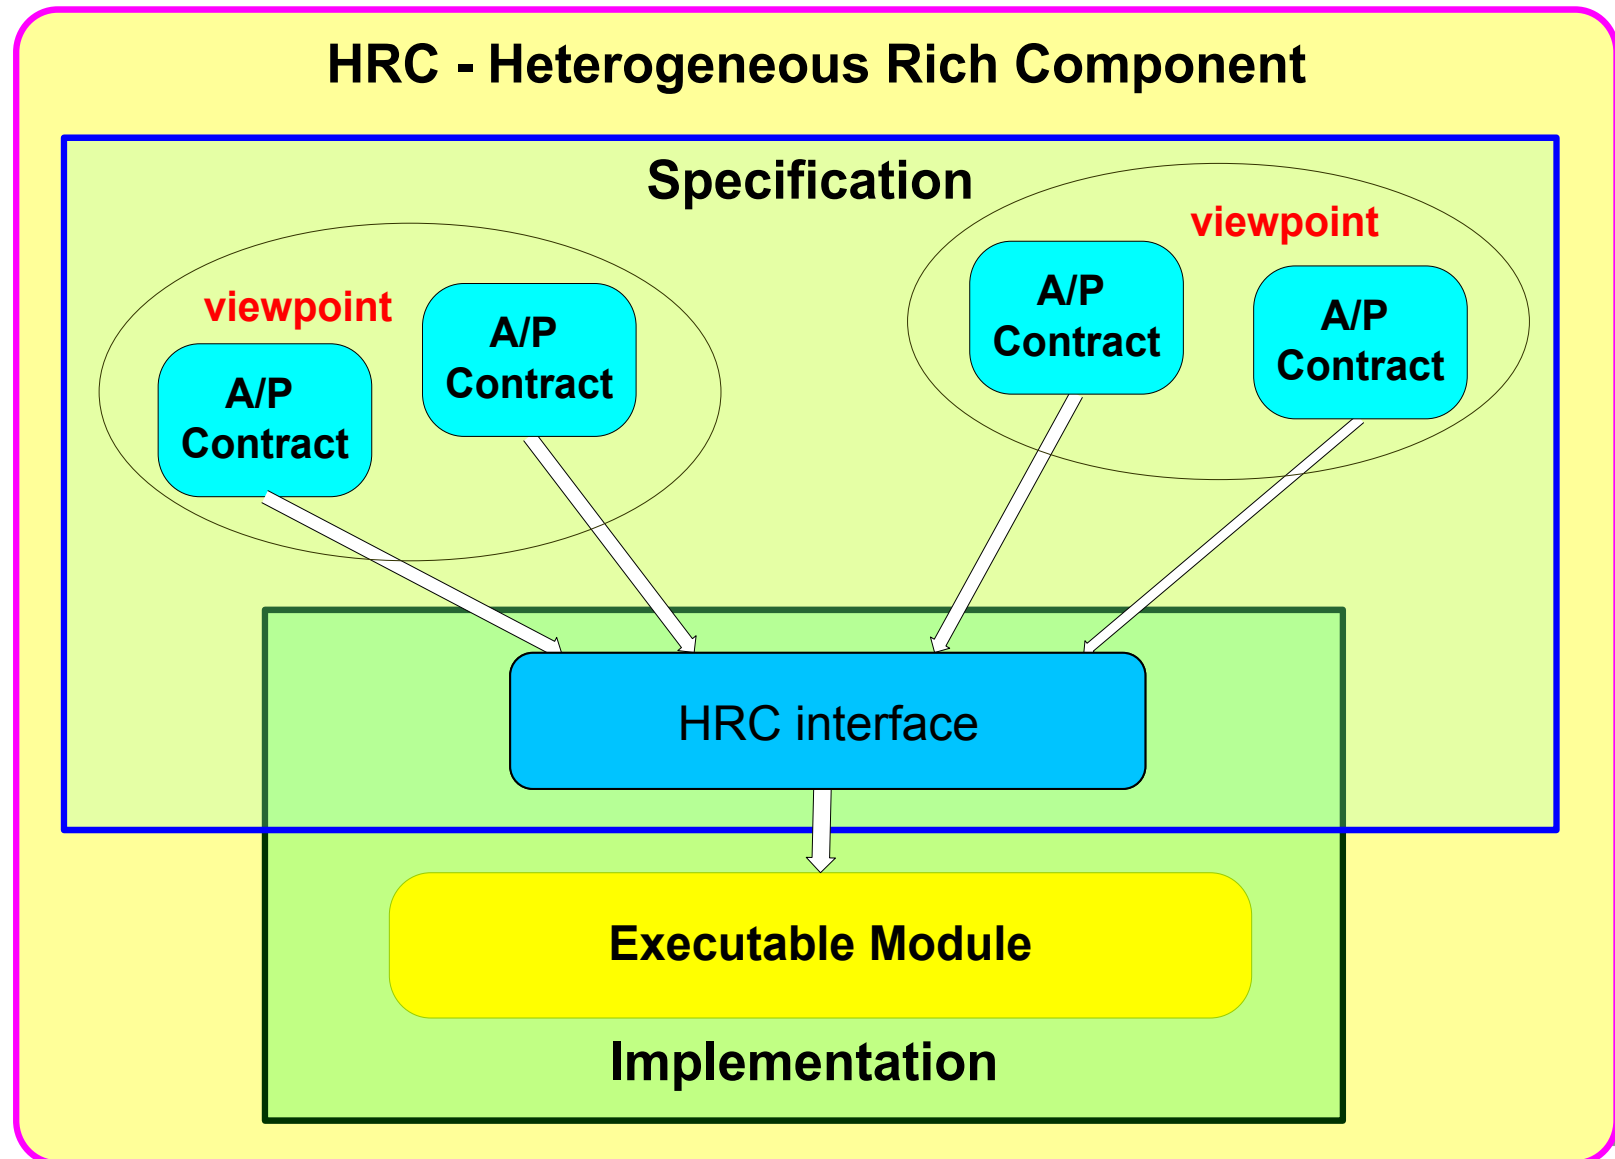 HRC - Heterogeneous Rich Component
Specification
viewpoint
A/P
Contract
A/P
Contract
viewpoint
A/P
Contract
A/P
Contract
HRC interface
Executable Module
Implementation